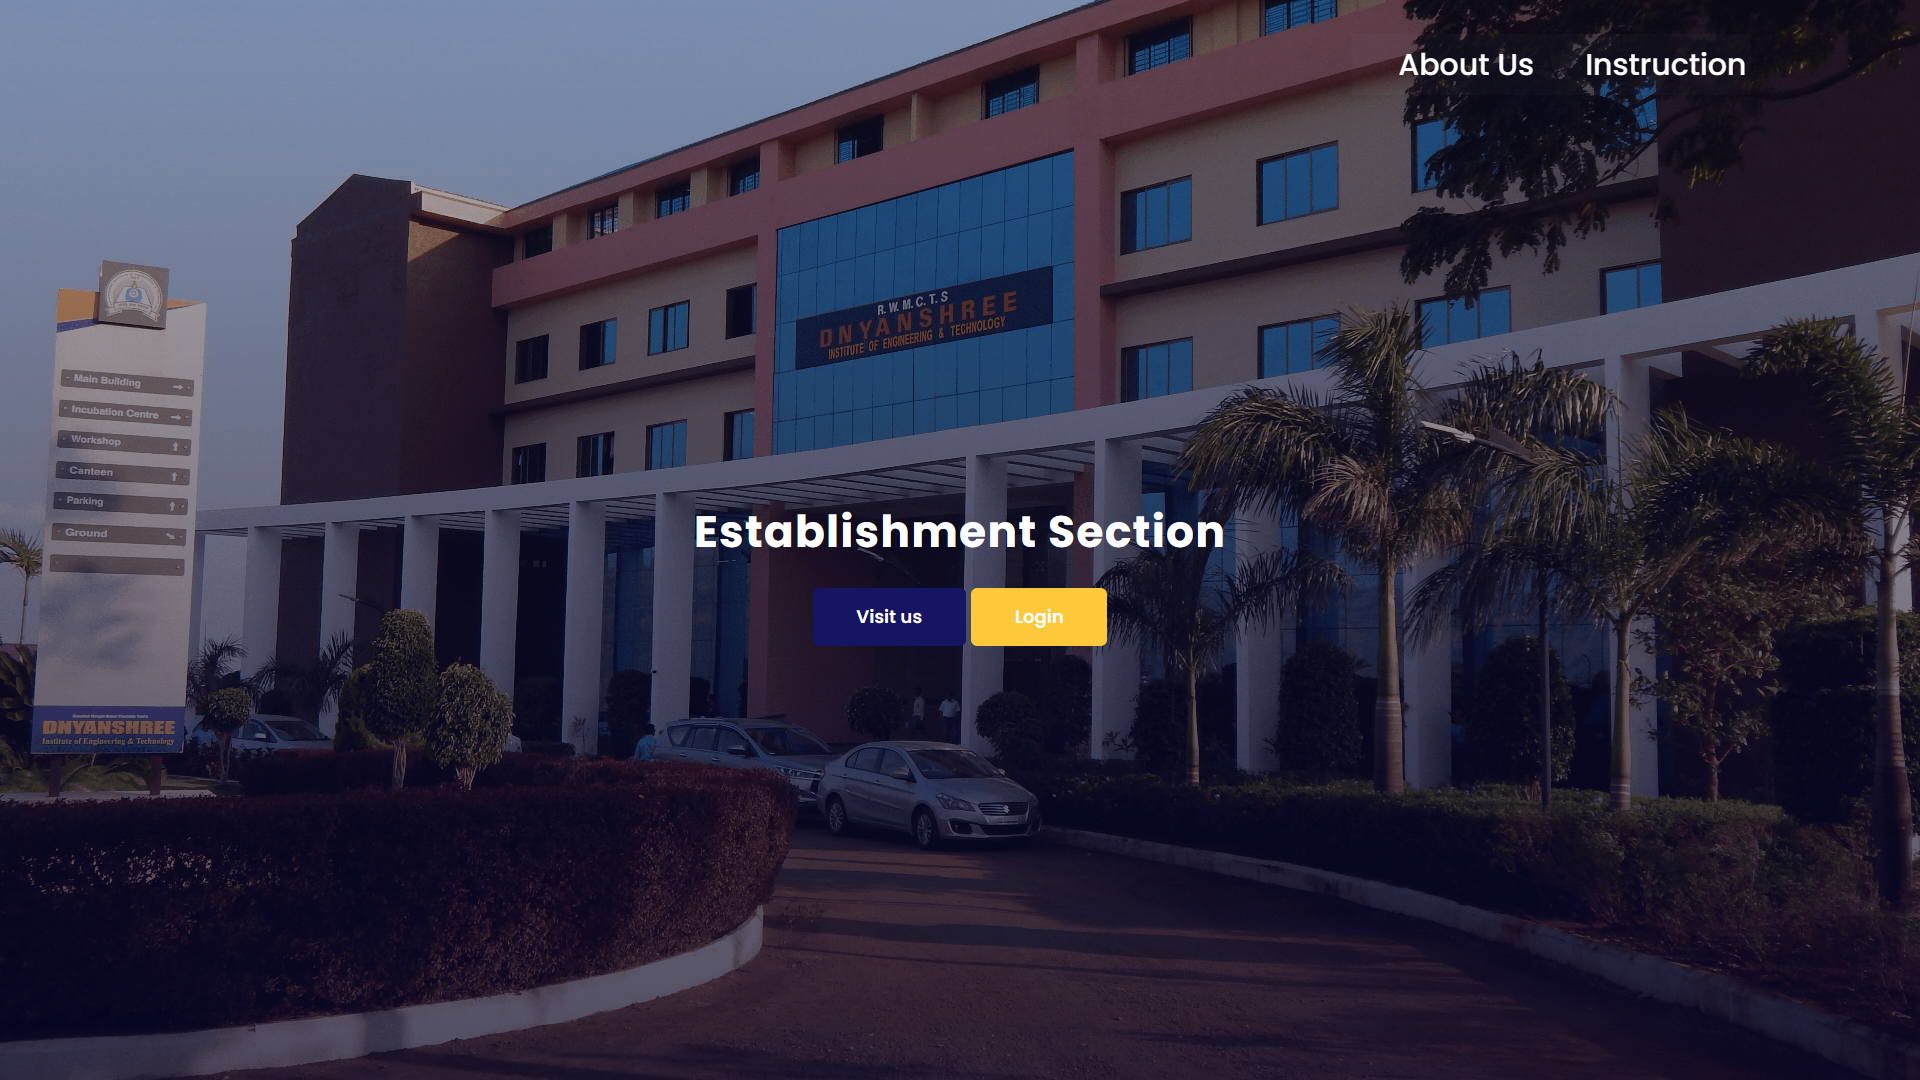 About Us Instruction
R. W. M. C. T. S
DNYANSHREE
INSTITUTE OF ENGINEERING & TECHNOLOGY
Main Building
Incubation Centre
Workshop
Canteen
Parking
Ground
Establishment Section
Visit us Login
DNYANSHREE
Institute of Engineering & Technology